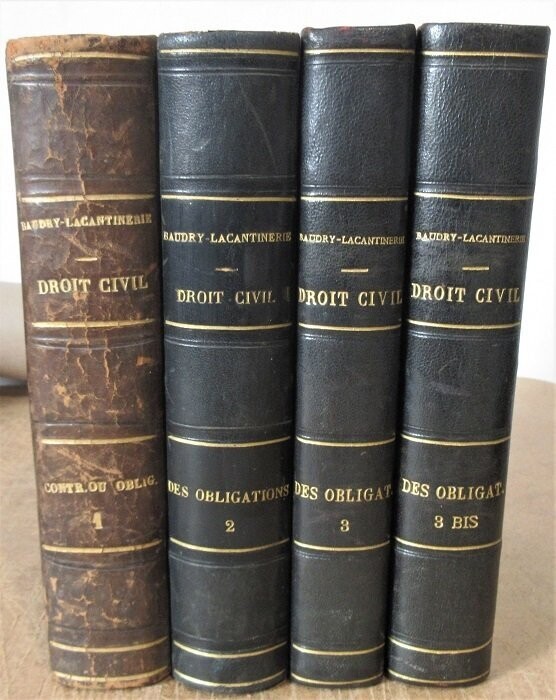 BAUDRY-LACANTINERIE
DROIT CIVIL
CONTR. OU OBLIG.
1
BAUDRY-LACANTINERIE
DROIT CIVIL
DES OBLIGATIONS
2
BAUDRY-LACANTINERIE
DROIT CIVIL
DES OBLIGAT.
3
BAUDRY-LACANTINERIE
DROIT CIVIL
DES OBLIGAT.
3 BIS